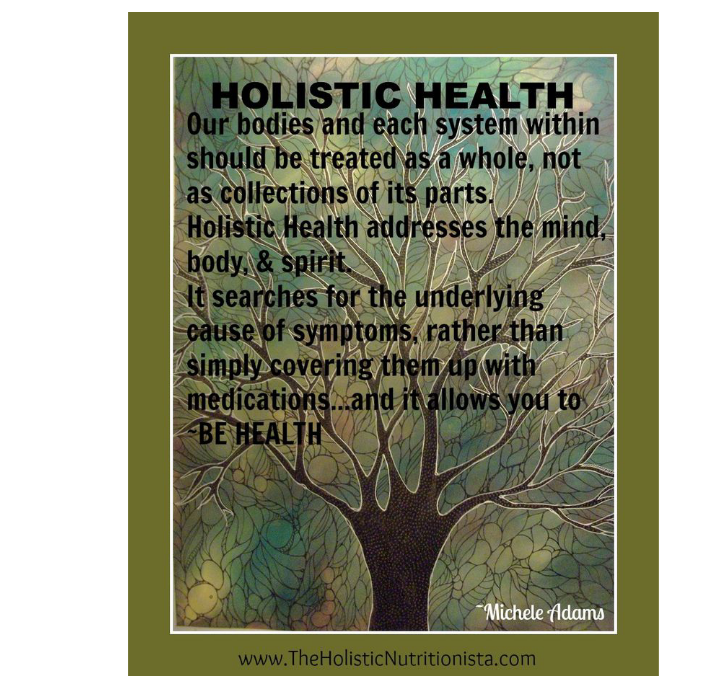 HOLISTIC HEALTH
Our bodies and each system within
should be treated as a whole, not
as collections of its parts.
Holistic Health addresses the mind,
body, & spirit.
It searches for the underlying
cause of symptoms, rather than
simply covering them up with
medications...and it allows you to
~BE HEALTH
~Michele Adams
www.TheHolisticNutritionista.com